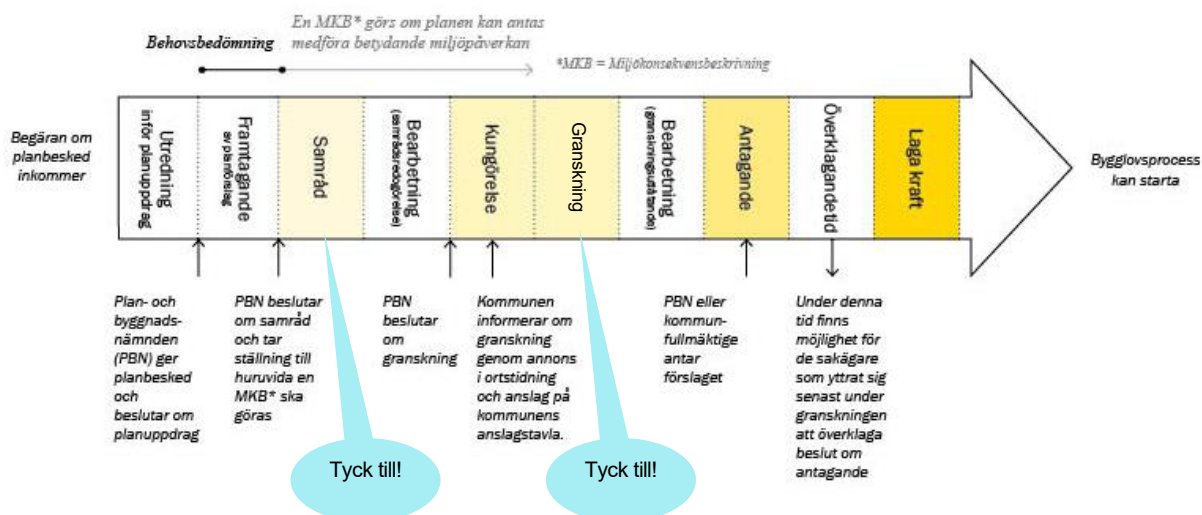 En MKB* görs om planen kan antas
medföra betydande miljöpåverkan
Behovsbedömning
*MKB = Miljökonsekvensbeskrivning
Begäran om
planbesked
inkommer
Utredning
inför planuppdrag
Framtagande
av planförslag
Samråd
Bearbetning
(samrådsredogörelse)
Kungörelse
Granskning
Bearbetning
(granskningsutlåtande)
Antagande
Överklagandetid
Laga kraft
Bygglovsprocess
kan starta
Plan- och
byggnads-
nämnden
(PBN) ger
planbesked
och
beslutar om
planuppdrag
PBN beslutar
om samråd
och tar
ställning till
huruvida en
MKB* ska
göras
PBN
beslutar
om
granskning
Kommunen
informerar om
granskning
genom annons
i ortstidning
och anslag på
kommunens
anslagstavla.
PBN eller
kommun-
fullmäktige
antar
förslaget
Under denna
tid finns
möjlighet för
de sakägare
som yttrat sig
senast under
granskningen
att överklaga
beslut om
antagande
Tyck till!
Tyck till!